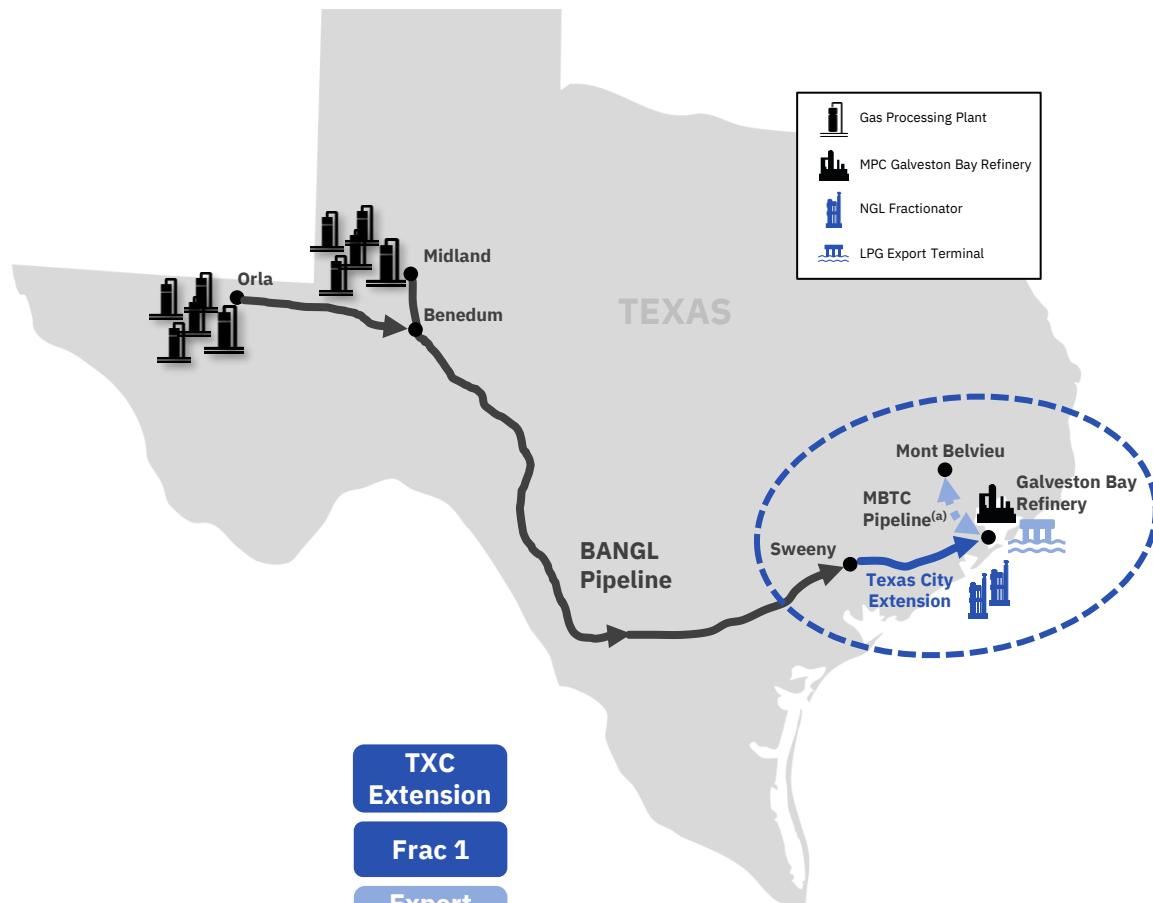 Gas Processing Plant
MPC Galveston Bay Refinery
NGL Fractionator
LPG Export Terminal
TEXAS
Midland
Orla
Benedum
Mont Belvieu
Galveston Bay
Refinery
MBTC
Pipeline(a)
Sweeny
Texas City
Extension
BANGL
Pipeline
TXC
Extension
Frac 1
Export